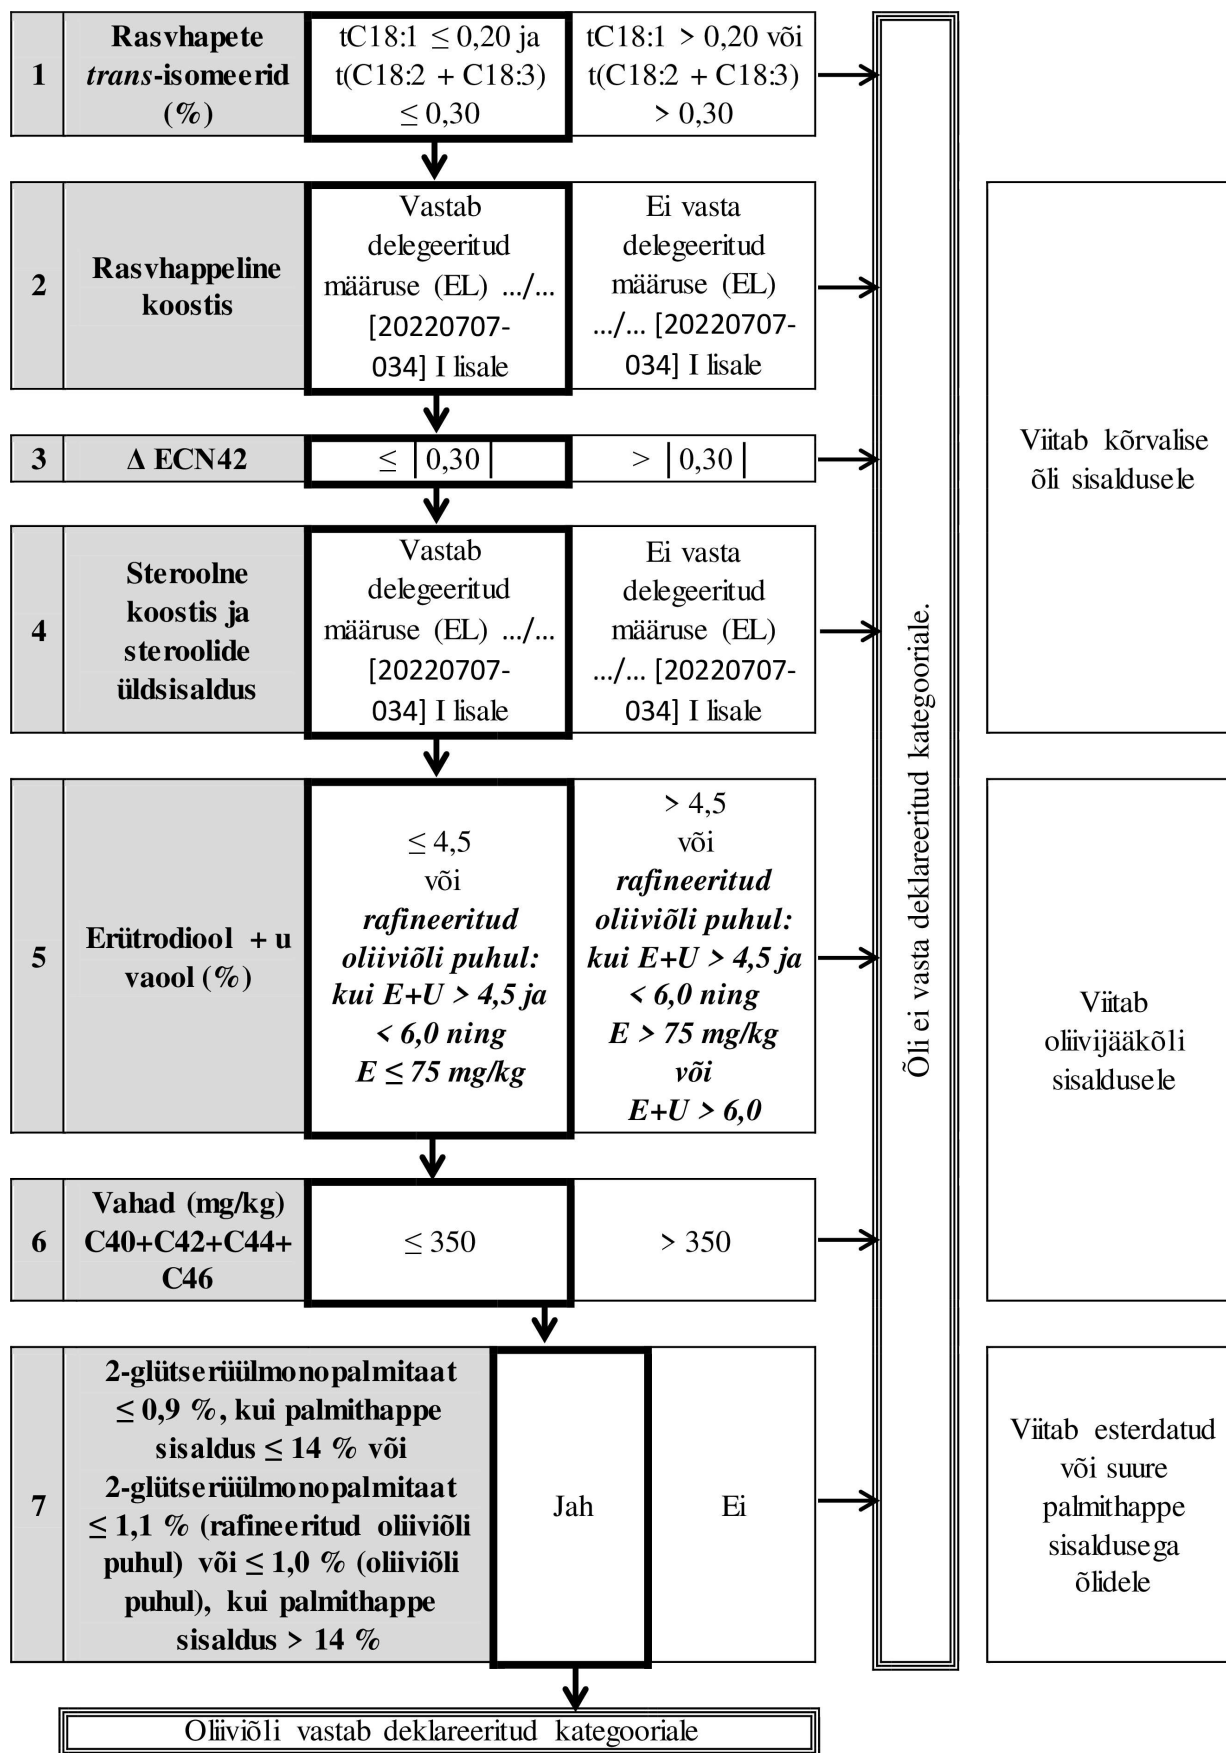 1
Rasvhapete
trans-isomeerid
(%)
tC18:1 ≤ 0,20 ja
t(C18:2 + C18:3)
≤ 0,30
tC18:1 > 0,20 või
t(C18:2 + C18:3)
> 0,30
2
Rasvhappeline
koostis
Vastab
delegeeritud
määruse (EL) .../...
[20220707-
034] I lisale
Ei vasta
delegeeritud
määruse (EL)
.../... [20220707-
034] I lisale
3
Δ ECN42
≤ |0,30|
> |0,30|
4
Steroolne
koostis ja
steroolide
üldsisaldus
Vastab
delegeeritud
määruse (EL) .../...
[20220707-
034] I lisale
Ei vasta
delegeeritud
määruse (EL)
.../... [20220707-
034] I lisale
Viitab kõrvalise
õli sisaldusele
5
Erütrodiool + u
vaool (%)
≤ 4,5
või
rafineeritud
oliiviõli puhul:
kui E+U > 4,5 ja
< 6,0 ning
E ≤ 75 mg/kg
> 4,5
või
rafineeritud
oliiviõli puhul:
kui E+U > 4,5 ja
< 6,0 ning
E > 75 mg/kg
või
E+U > 6,0
6
Vahad (mg/kg)
C40+C42+C44+
C46
≤ 350
> 350
Viitab
oliivijääkõli
sisaldusele
7
2-glütserüülmonopalmitaat
≤ 0,9 %, kui palmithappe
sisaldus ≤ 14 % või
2-glütserüülmonopalmitaat
≤ 1,1 % (rafineeritud oliiviõli
puhul) või ≤ 1,0 % (oliiviõli
puhul), kui palmithappe
sisaldus > 14 %
Jah
Ei
Viitab esterdatud
või suure
palmithappe
sisaldusega
õlidele
Õli ei vasta deklareeritud kategooriale.
Oliiviõli vastab deklareeritud kategooriale